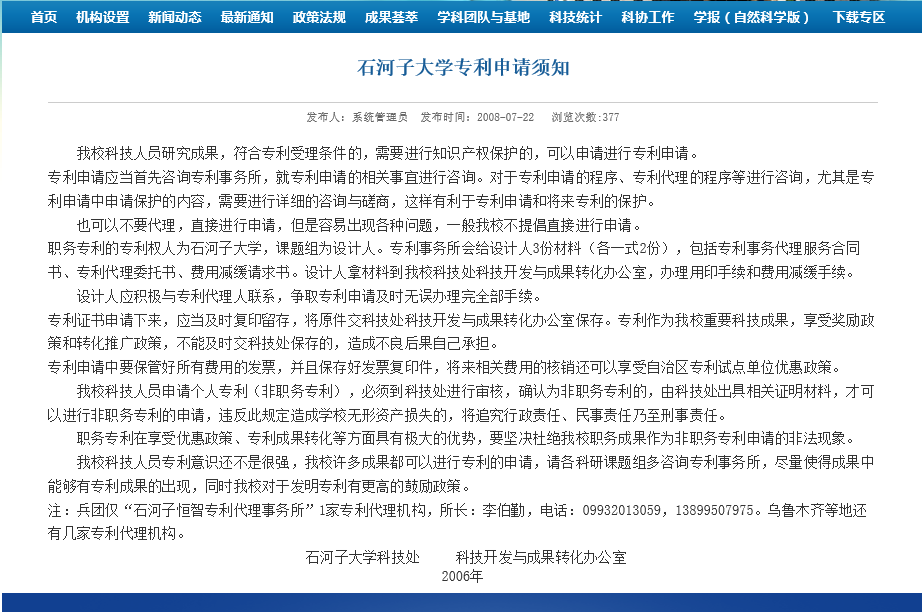 首页 机构设置 新闻动态 最新通知 政策法规 成果荟萃 学科团队与基地 科技统计 科协工作 学报（自然科学版） 下载专区
石河子大学专利申请须知
发布人：系统管理员 发布时间：2008-07-22 浏览次数:377
我校科技人员研究成果，符合专利受理条件的，需要进行知识产权保护的，可以申请进行专利申请。
专利申请应当首先咨询专利事务所，就专利申请的相关事宜进行咨询。对于专利申请的程序、专利代理的程序等进行咨询，尤其是专
利申请中申请保护的内容，需要进行详细的咨询与磋商，这样有利于专利申请和将来专利的保护。
也可以不要代理，直接进行申请，但是容易出现各种问题，一般我校不提倡直接进行申请。
职务专利的专利权人为石河子大学，课题组为设计人。专利事务所会给设计人3份材料（各一式2份），包括专利事务代理服务合同
书、专利代理委托书、费用减缓请求书。设计人拿材料到我校科技处科技开发与成果转化办公室，办理用印手续和费用减缓手续。
设计人应积极与专利代理人联系，争取专利申请及时无误办理完全部手续。
专利证书申请下来，应当及时复印留存，将原件交科技处科技开发与成果转化办公室保存。专利作为我校重要科技成果，享受奖励政
策和转化推广政策，不能及时交科技处保存的，造成不良后果自己承担。
专利申请中要保管好所有费用的发票，并且保存好发票复印件，将来相关费用的核销还可以享受自治区专利试点单位优惠政策。
我校科技人员申请个人专利（非职务专利），必须到科技处进行审核，确认为非职务专利的，由科技处出具相关证明材料，才可
以进行非职务专利的申请，违反此规定造成学校无形资产损失的，将追究行政责任、民事责任乃至刑事责任。
职务专利在享受优惠政策、专利成果转化等方面具有极大的优势，要坚决杜绝我校职务成果作为非职务专利申请的非法现象。
我校科技人员专利意识还不是很强，我校许多成果都可以进行专利的申请，请各科研课题组多咨询专利事务所，尽量使得成果中
能够有专利成果的出现，同时我校对于发明专利有更高的鼓励政策。
注：兵团仅“石河子恒智专利代理事务所”1家专利代理机构，所长：李伯勤，电话：09932013059，13899507975。乌鲁木齐等地还
有几家专利代理机构。
石河子大学科技处 科技开发与成果转化办公室
2006年